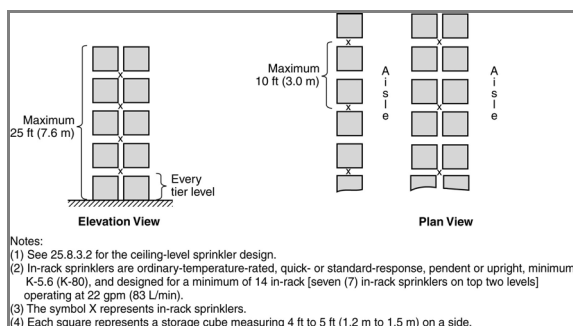 Maximum
25 ft (7.6 m)
x
x
x
x
Every
tier level
Elevation View
Maximum
10 ft (3.0 m)
x
x
x
Aisle
x
x
x
Aisle
Plan View
Notes:
(1) See 25.8.3.2 for the ceiling-level sprinkler design.
(2) In-rack sprinklers are ordinary-temperature-rated, quick- or standard-response, pendent or upright, minimum
K-5.6 (K-80), and designed for a minimum of 14 in-rack [seven (7) in-rack sprinklers on top two levels]
operating at 22 gpm (83 L/min).
(3) The symbol X represents in-rack sprinklers.
(4) Each square represents a storage cube measuring 4 ft to 5 ft (1.2 m to 1.5 m) on a side.